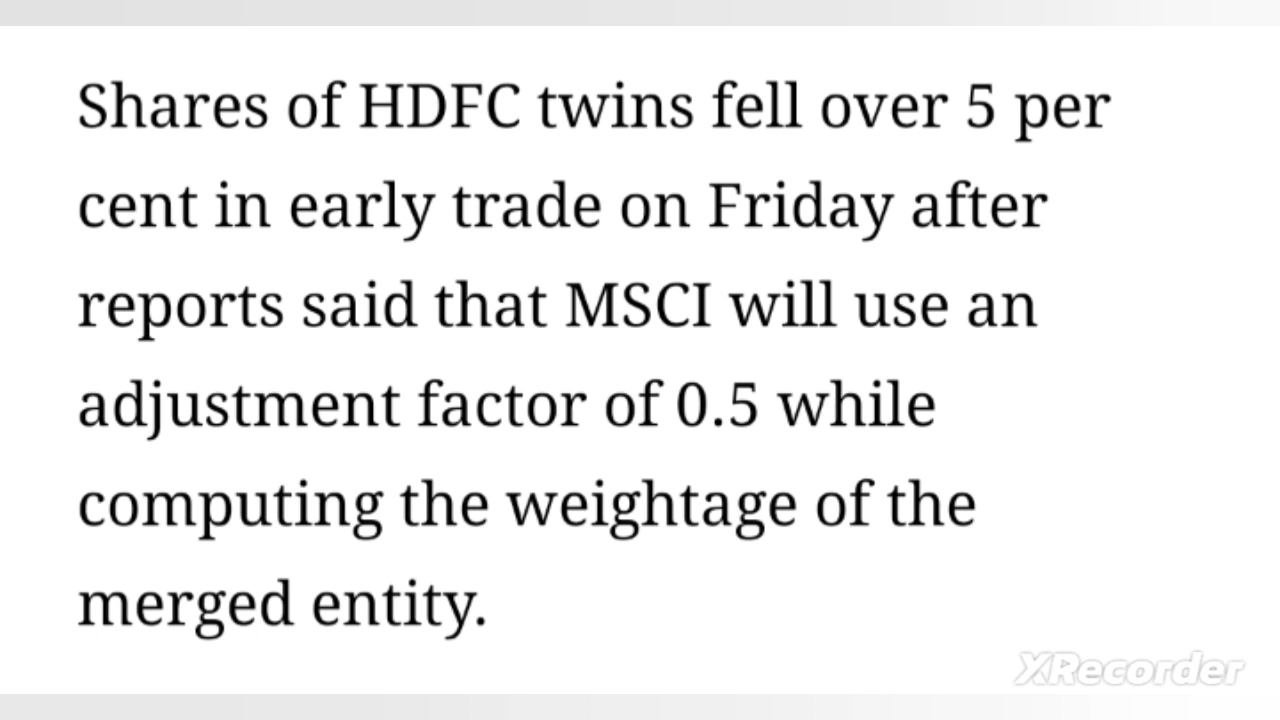 Shares of HDFC twins fell over 5 per
cent in early trade on Friday after
reports said that MSCI will use an
adjustment factor of 0.5 while
computing the weightage of the
merged entity.
XRecorder